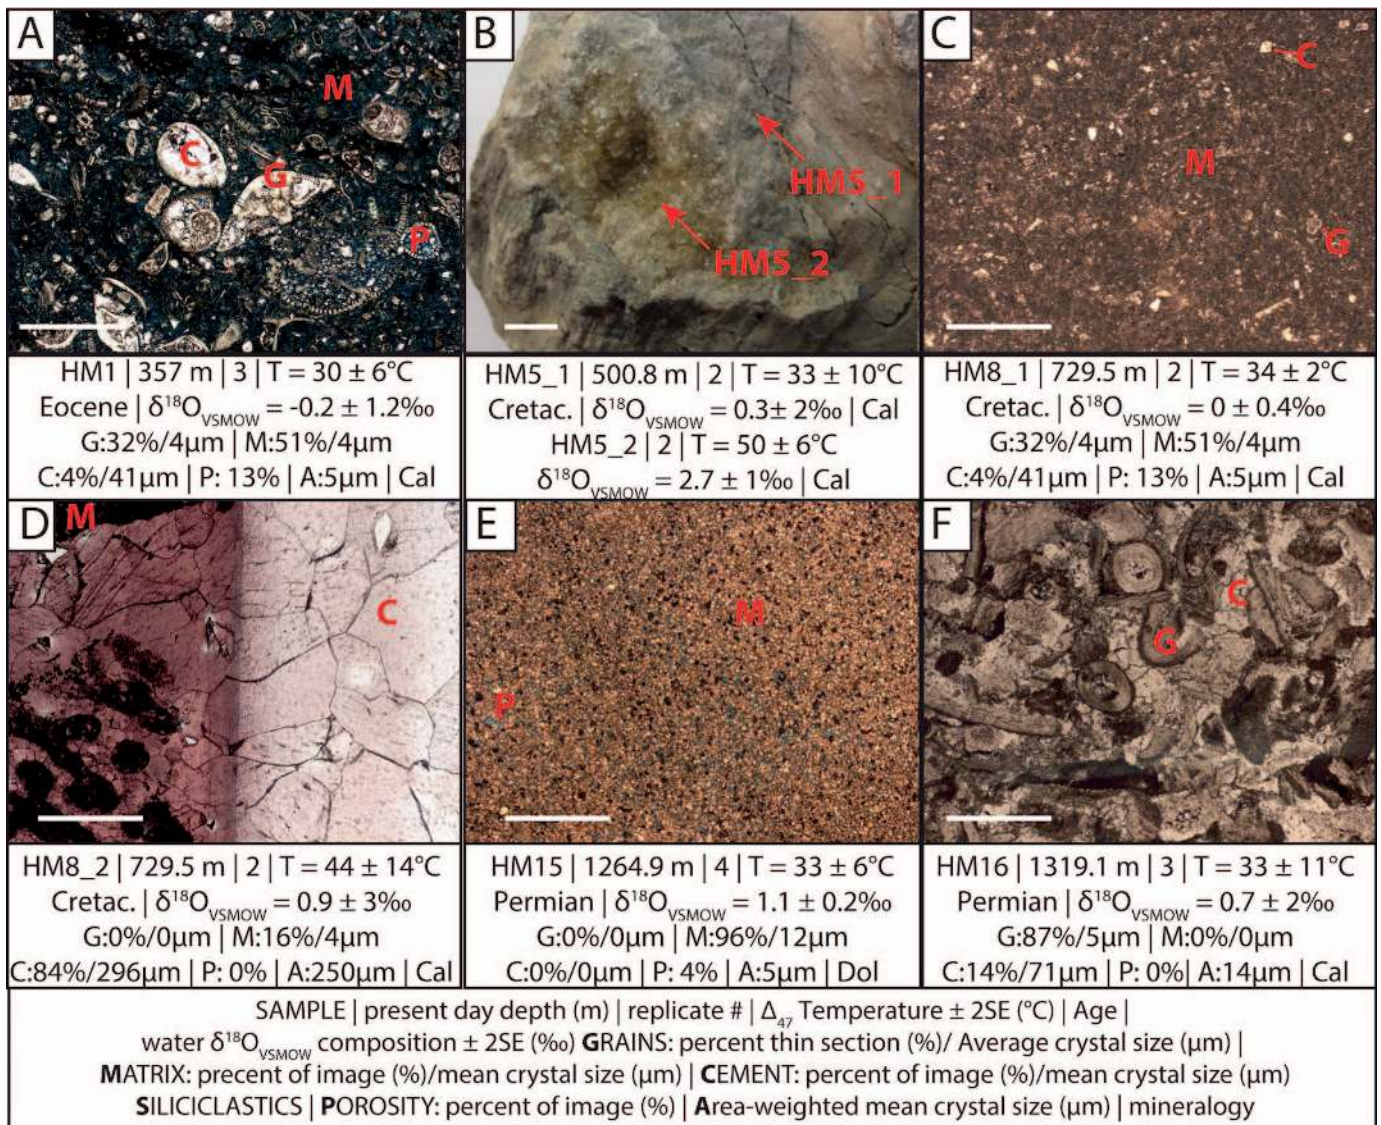 A
M
C
G
P
B
HM5_1
HM5_2
C
C
M
G
HM1 | 357 m | 3 | T = 30 ± 6°C
Eocene | δ¹⁸O_VSMOW = -0.2 ± 1.2‰
G:32%/4µm | M:51%/4µm
C:4%/41µm | P: 13% | A:5µm | Cal
HM5_1 | 500.8 m | 2 | T = 33 ± 10°C
Cretac. | δ¹⁸O_VSMOW = 0.3± 2‰ | Cal
HM5_2 | 2 | T = 50 ± 6°C
δ¹⁸O_VSMOW = 2.7 ± 1‰ | Cal
HM8_1 | 729.5 m | 2 | T = 34 ± 2°C
Cretac. | δ¹⁸O_VSMOW = 0 ± 0.4‰
G:32%/4µm | M:51%/4µm
C:4%/41µm | P: 13% | A:5µm | Cal
D
M
C
E
M
P
F
C
G
HM8_2 | 729.5 m | 2 | T = 44 ± 14°C
Cretac. | δ¹⁸O_VSMOW = 0.9 ± 3‰
G:0%/0µm | M:16%/4µm
C:84%/296µm | P: 0% | A:250µm | Cal
HM15 | 1264.9 m | 4 | T = 33 ± 6°C
Permian | δ¹⁸O_VSMOW = 1.1 ± 0.2‰
G:0%/0µm | M:96%/12µm
C:0%/0µm | P: 4% | A:5µm | Dol
HM16 | 1319.1 m | 3 | T = 33 ± 11°C
Permian | δ¹⁸O_VSMOW = 0.7 ± 2‰
G:87%/5µm | M:0%/0µm
C:14%/71µm | P: 0%| A:14µm | Cal
SAMPLE | present day depth (m) | replicate # | Δ₄₇ Temperature ± 2SE (°C) | Age |
water δ¹⁸O_VSMOW composition ± 2SE (‰) GRAINS: percent thin section (%)/ Average crystal size (µm) |
MATRIX: precent of image (%)/mean crystal size (µm) | CEMENT: percent of image (%)/mean crystal size (µm)
SILICICLASTICS | POROSITY: percent of image (%) | Area-weighted mean crystal size (µm) | mineralogy